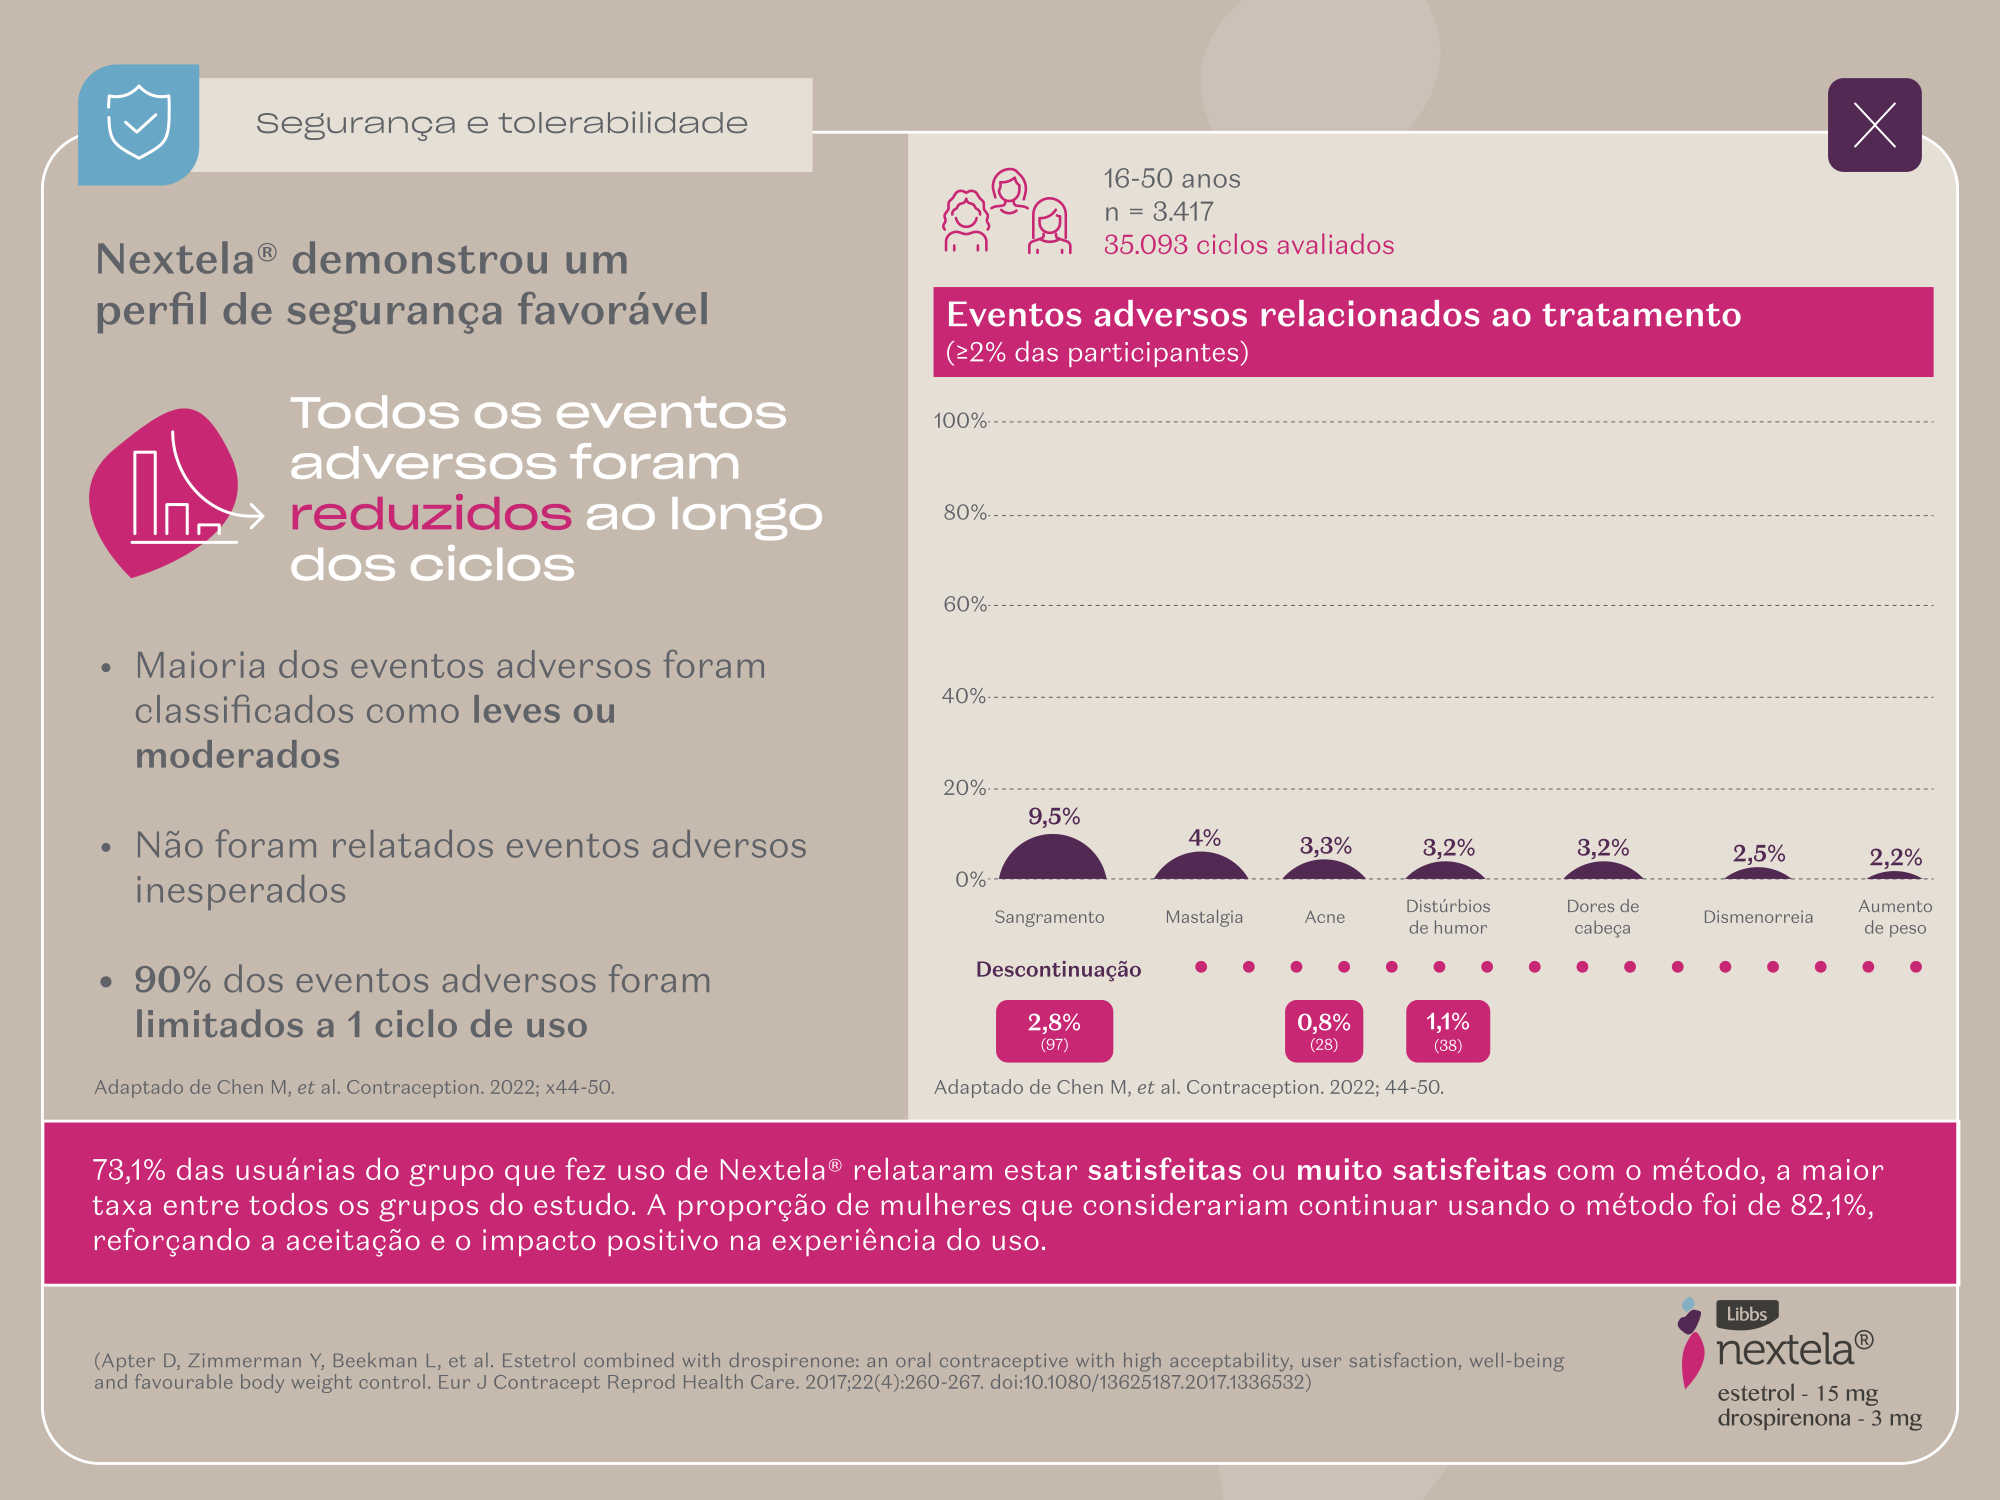 Segurança e tolerabilidade
Nextela® demonstrou um
perfil de segurança favorável
Todos os eventos
adversos foram
reduzidos ao longo
dos ciclos
• Maioria dos eventos adversos foram
classificados como leves ou
moderados
• Não foram relatados eventos adversos
inesperados
• 90% dos eventos adversos foram
limitados a 1 ciclo de uso
Adaptado de Chen M, et al. Contraception. 2022; x44-50.
16-50 anos
n = 3.417
35.093 ciclos avaliados
Eventos adversos relacionados ao tratamento
(≥2% das participantes)
100%
80%
60%
40%
20%
0%
9,5%
4%
3,3%
3,2%
3,2%
2,5%
2,2%
Sangramento
Mastalgia
Acne
Distúrbios
de humor
Dores de
cabeça
Dismenorreia
Aumento
de peso
Descontinuação
2,8%
(97)
0,8%
(28)
1,1%
(38)
Adaptado de Chen M, et al. Contraception. 2022; 44-50.
73,1% das usuárias do grupo que fez uso de Nextela® relataram estar satisfeitas ou muito satisfeitas com o método, a maior
taxa entre todos os grupos do estudo. A proporção de mulheres que considerariam continuar usando o método foi de 82,1%,
reforçando a aceitação e o impacto positivo na experiência do uso.
(Apter D, Zimmerman Y, Beekman L, et al. Estetrol combined with drospirenone: an oral contraceptive with high acceptability, user satisfaction, well-being
and favourable body weight control. Eur J Contracept Reprod Health Care. 2017;22(4):260-267. doi:10.1080/13625187.2017.1336532)
Libbs
nextela®
estetrol - 15 mg
drospirenona - 3 mg